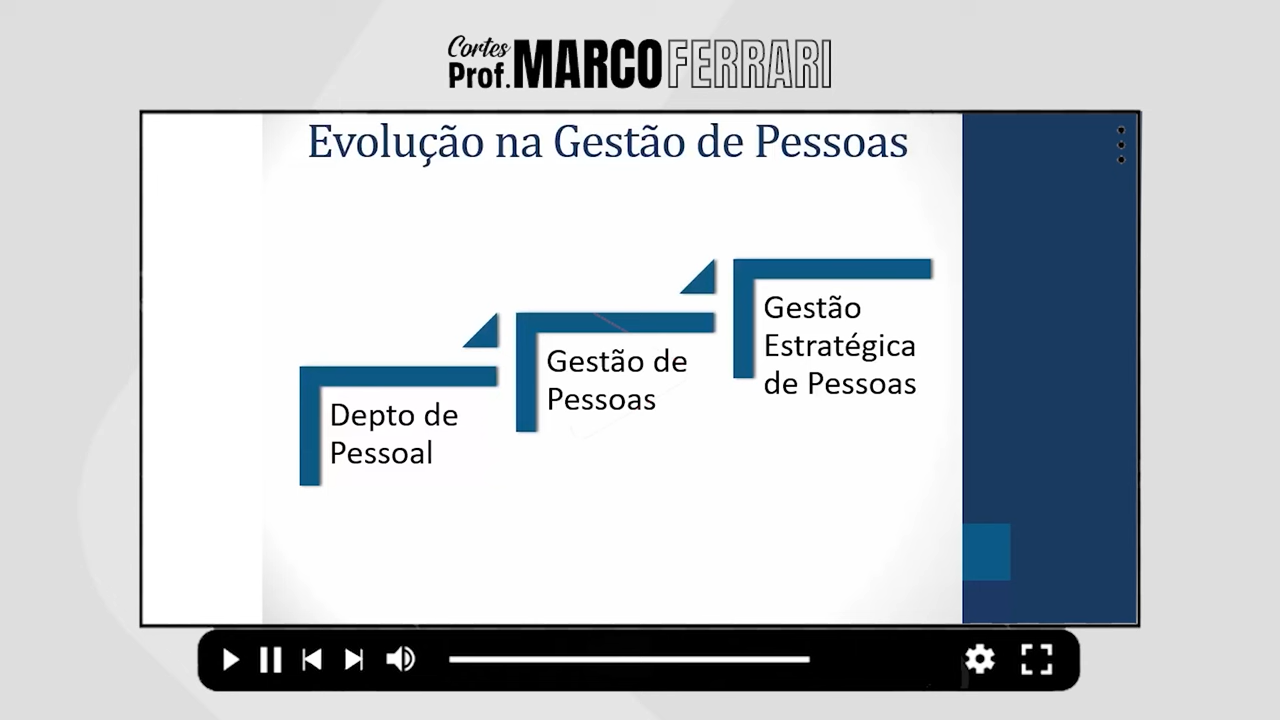 Cortes
Prof. MARCO FERRARI
Evolução na Gestão de Pessoas
Depto de
Pessoal
Gestão de
Pessoas
Gestão
Estratégica
de Pessoas